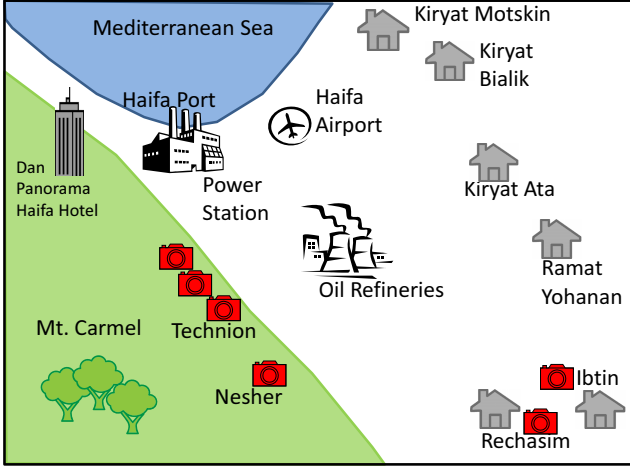 Mediterranean Sea
Kiryat Motskin
Kiryat
Bialik
Haifa Port
Haifa
Airport
Dan
Panorama
Haifa Hotel
Power
Station
Kiryat Ata
Oil Refineries
Ramat
Yohanan
Mt. Carmel
Technion
Nesher
Ibtin
Rechasim